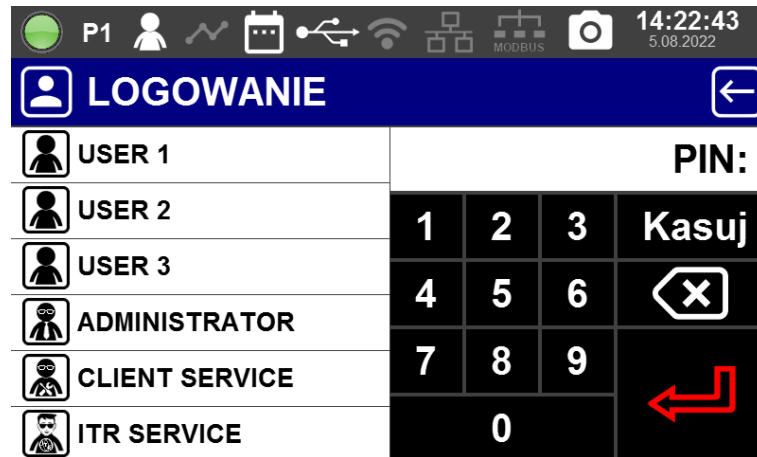 P1 MODBUS 14:22:43
5.08.2022
LOGOWANIE
USER 1
USER 2
USER 3
ADMINISTRATOR
CLIENT SERVICE
ITR SERVICE
PIN:
1 2 3 Kasuj
4 5 6
7 8 9
0